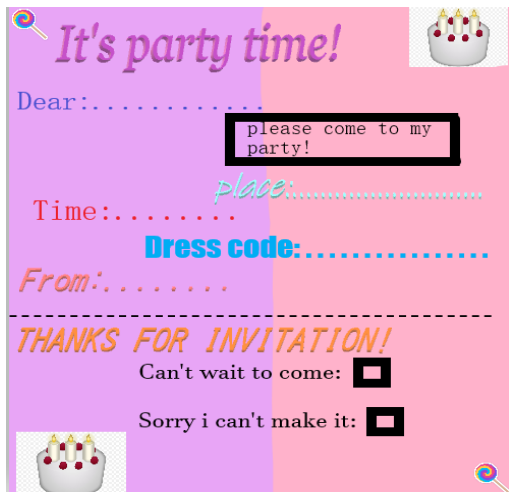 It's party time!
Dear:............
please come to my
party!
place:...........................
Time:........
Dress code:................
From:........
THANKS FOR INVITATION!
Can't wait to come:
Sorry i can't make it: